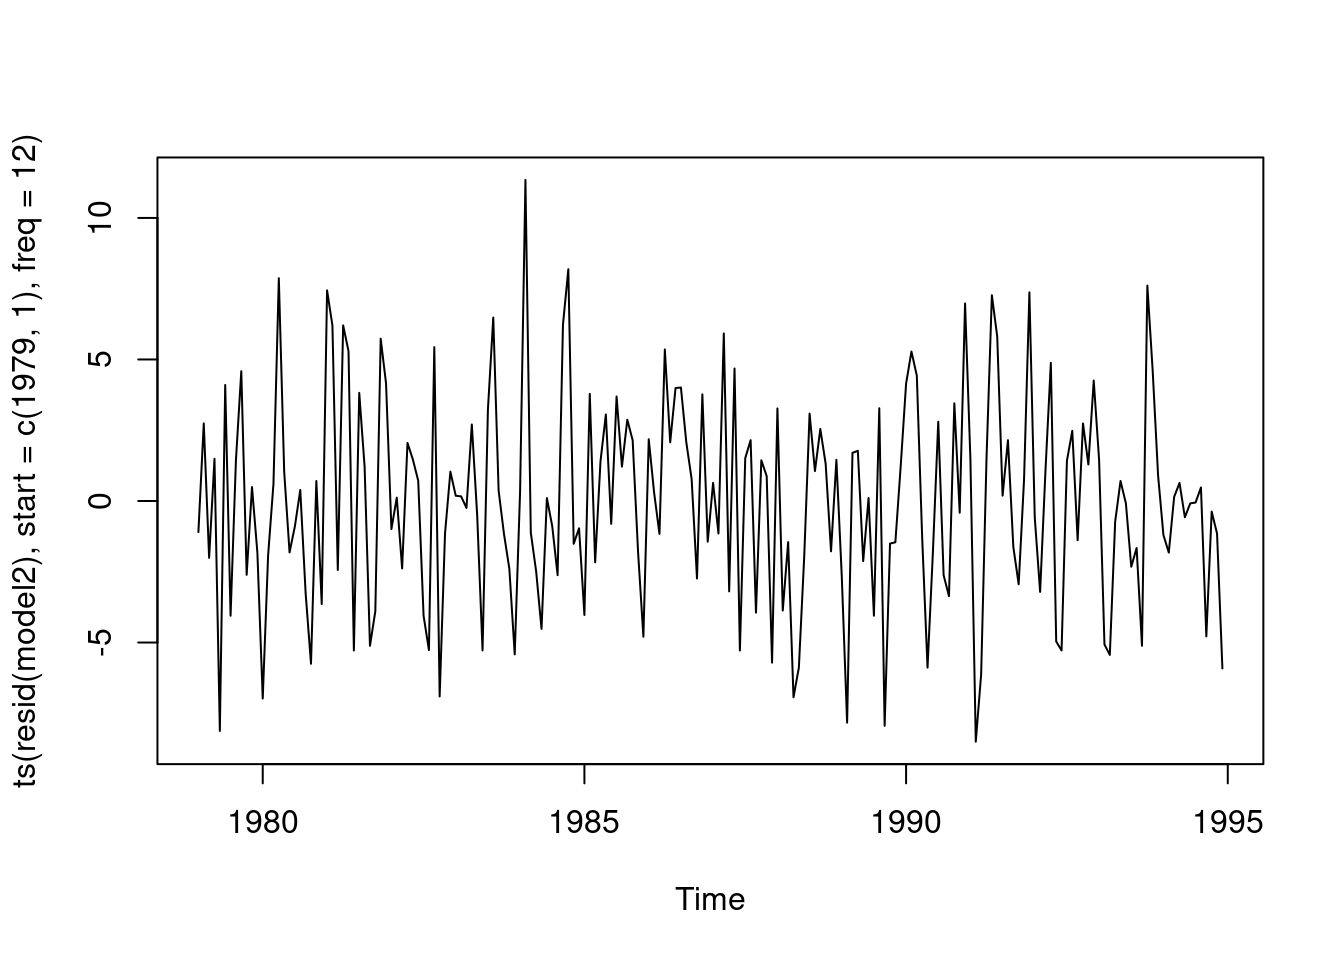 ts(resid(model2), start = c(1979, 1), freq = 12)
10
5
0
-5
1980 1985 1990 1995
Time